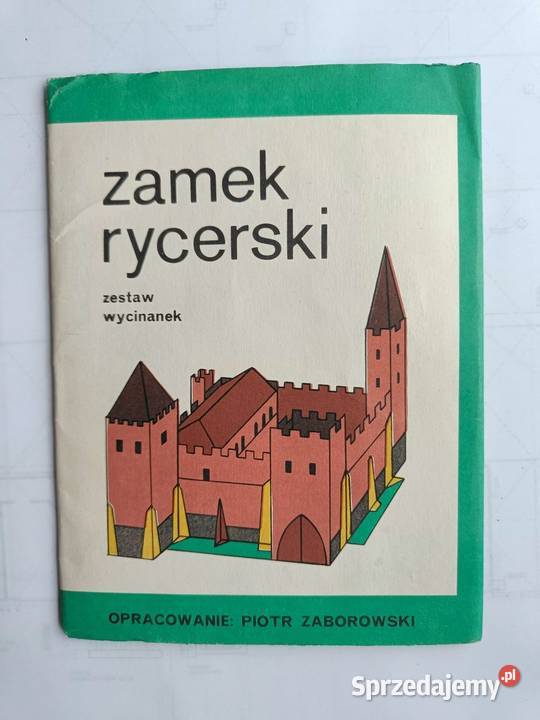 zamek
rycerski
zestaw
wycinanek
OPRACOWANIE: PIOTR ZABOROWSKI
Sprzedajemy.pl